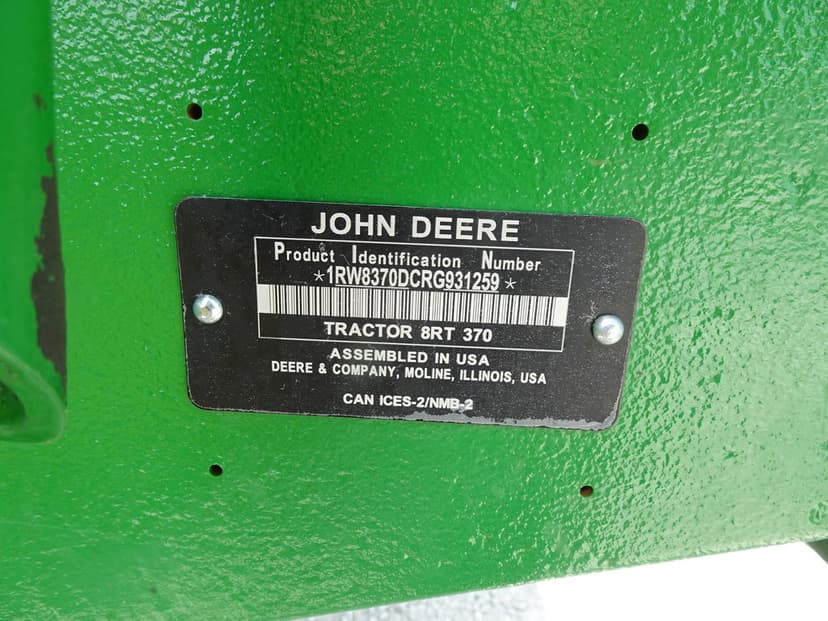 JOHN DEERE
Product Identification Number
*1RW8370DCRG931259*
TRACTOR 8RT 370
ASSEMBLED IN USA
DEERE & COMPANY, MOLINE, ILLINOIS, USA
CAN ICES-2/NMB-2